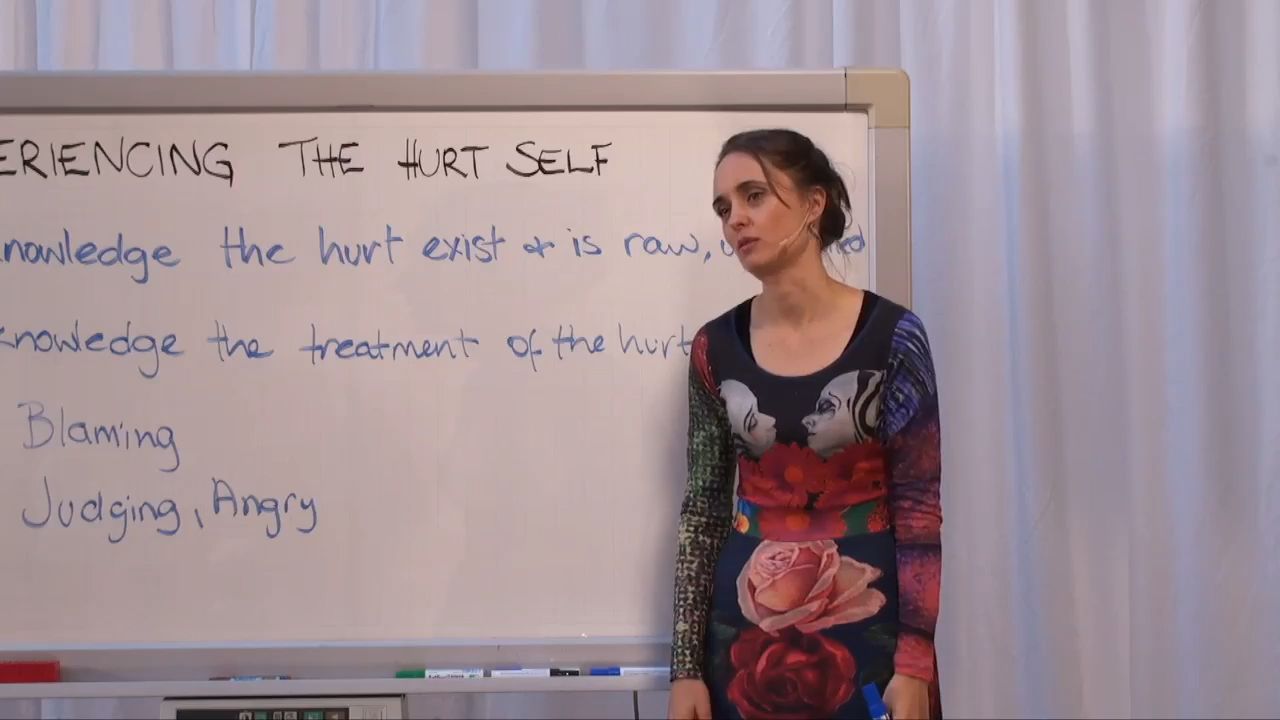 ERIENCING THE HURT SELF
nowledge the hurt exist & is raw,
knowledge the treatment of the hurt
Blaming
Judging, Angry